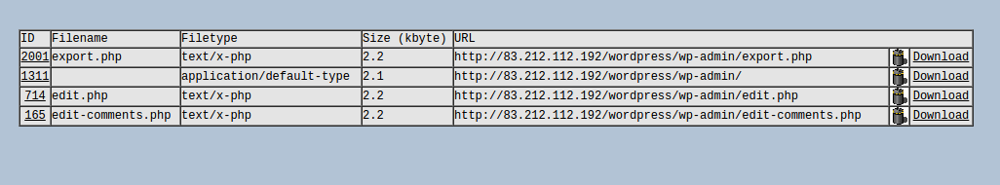 ID Filename Filetype Size (kbyte) URL
2001 export.php text/x-php 2.2 http://83.212.112.192/wordpress/wp-admin/export.php Download
1311 application/default-type 2.1 http://83.212.112.192/wordpress/wp-admin/ Download
714 edit.php text/x-php 2.2 http://83.212.112.192/wordpress/wp-admin/edit.php Download
165 edit-comments.php text/x-php 2.2 http://83.212.112.192/wordpress/wp-admin/edit-comments.php Download